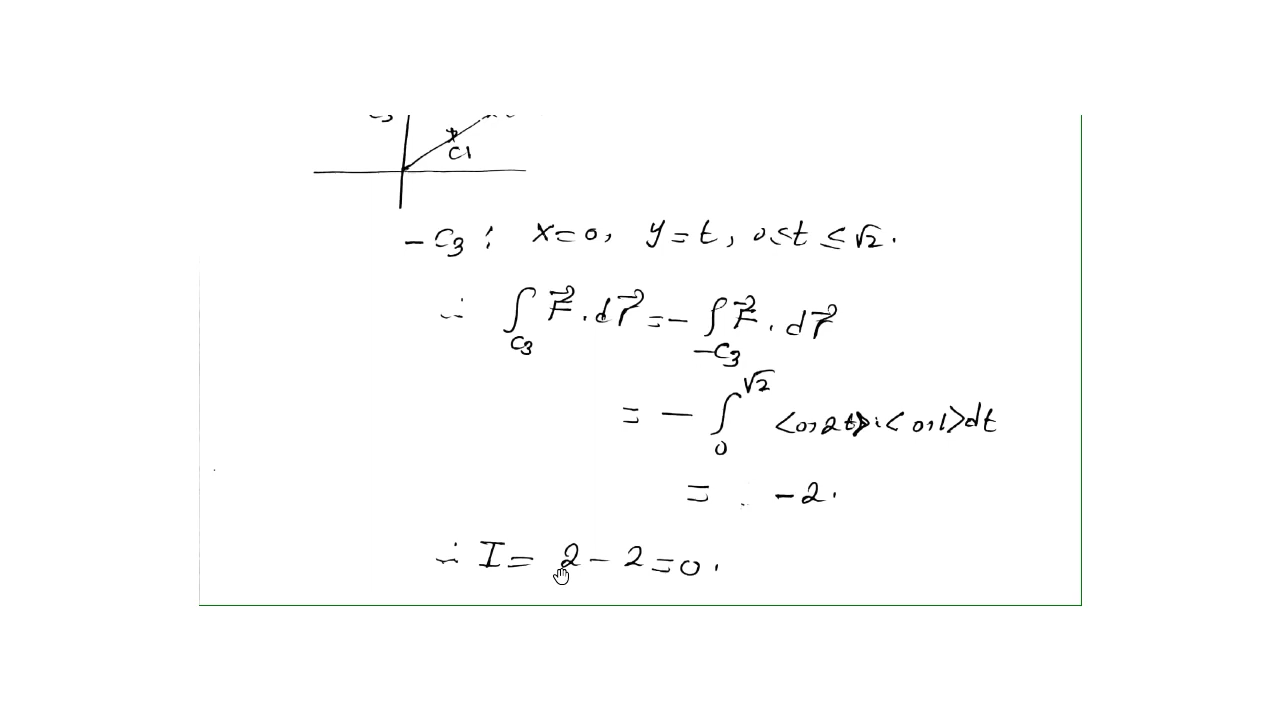 C1
- C3 : x=0, y=t, 0≤t ≤√2.
∴ ∫C3 F⃗.dr⃗ = - ∫-C3 F⃗.dr⃗
= - ∫0^√2 <0,2t>.<0,1>dt
= -2.
∴ I= 2-2=0.